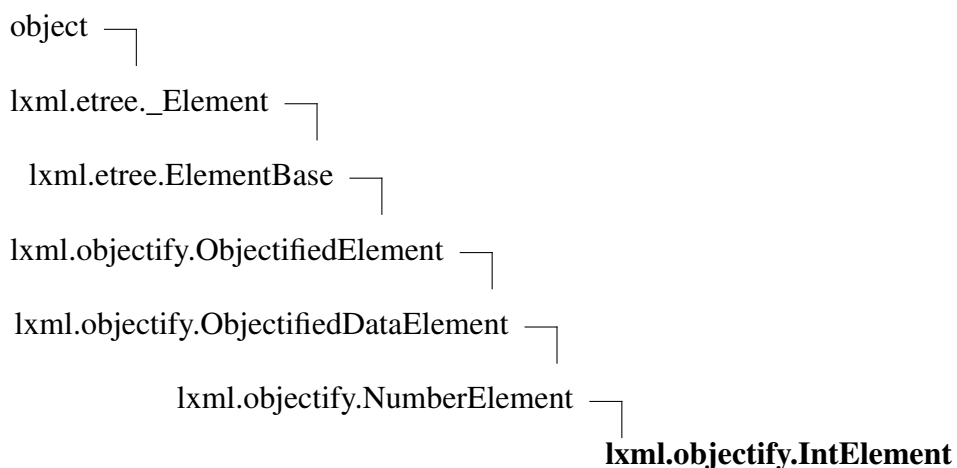 object
lxml.etree._Element
lxml.etree.ElementBase
lxml.objectify.ObjectifiedElement
lxml.objectify.ObjectifiedDataElement
lxml.objectify.NumberElement
lxml.objectify.IntElement